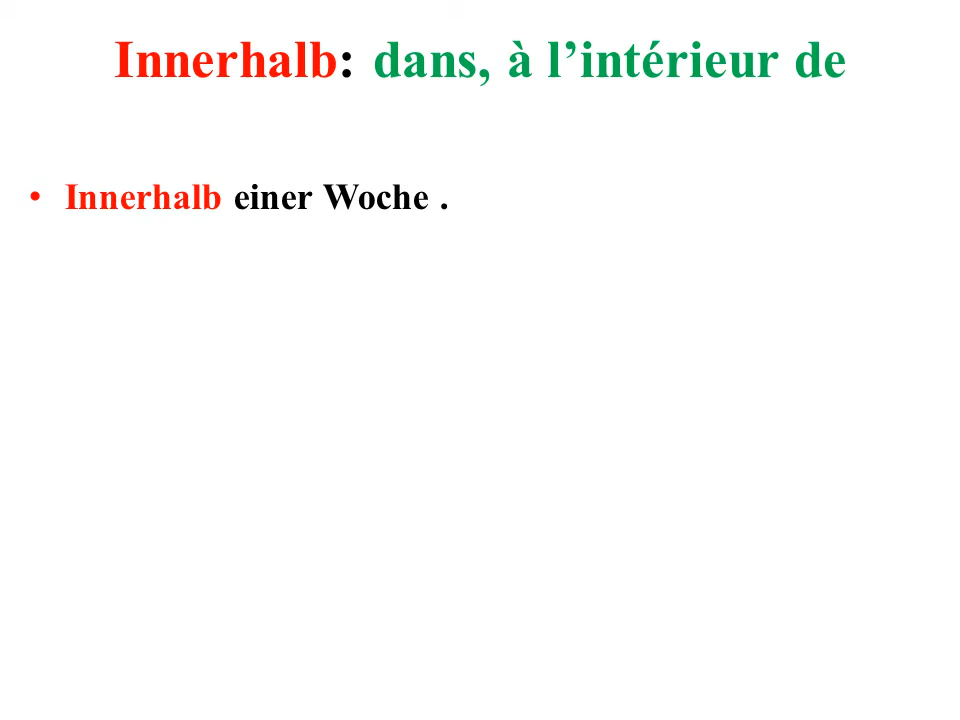 Innerhalb: dans, à l’intérieur de
• Innerhalb einer Woche .